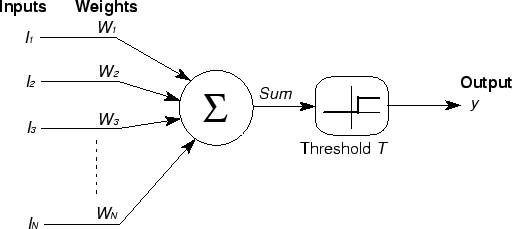 Inputs Weights
I1 W1
I2 W2
I3 W3
IN WN
Σ
Sum
Threshold T
Output
y